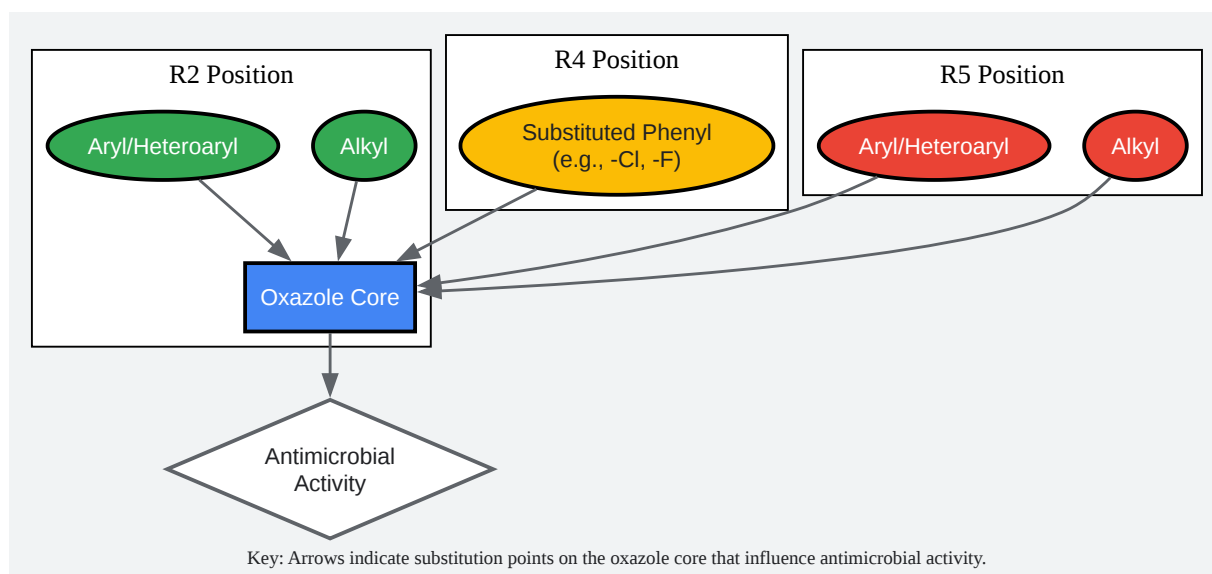 R2 Position
Aryl/Heteroaryl
Alkyl
R4 Position
Substituted Phenyl
(e.g., -Cl, -F)
R5 Position
Aryl/Heteroaryl
Alkyl
Oxazole Core
Antimicrobial
Activity
Key: Arrows indicate substitution points on the oxazole core that influence antimicrobial activity.